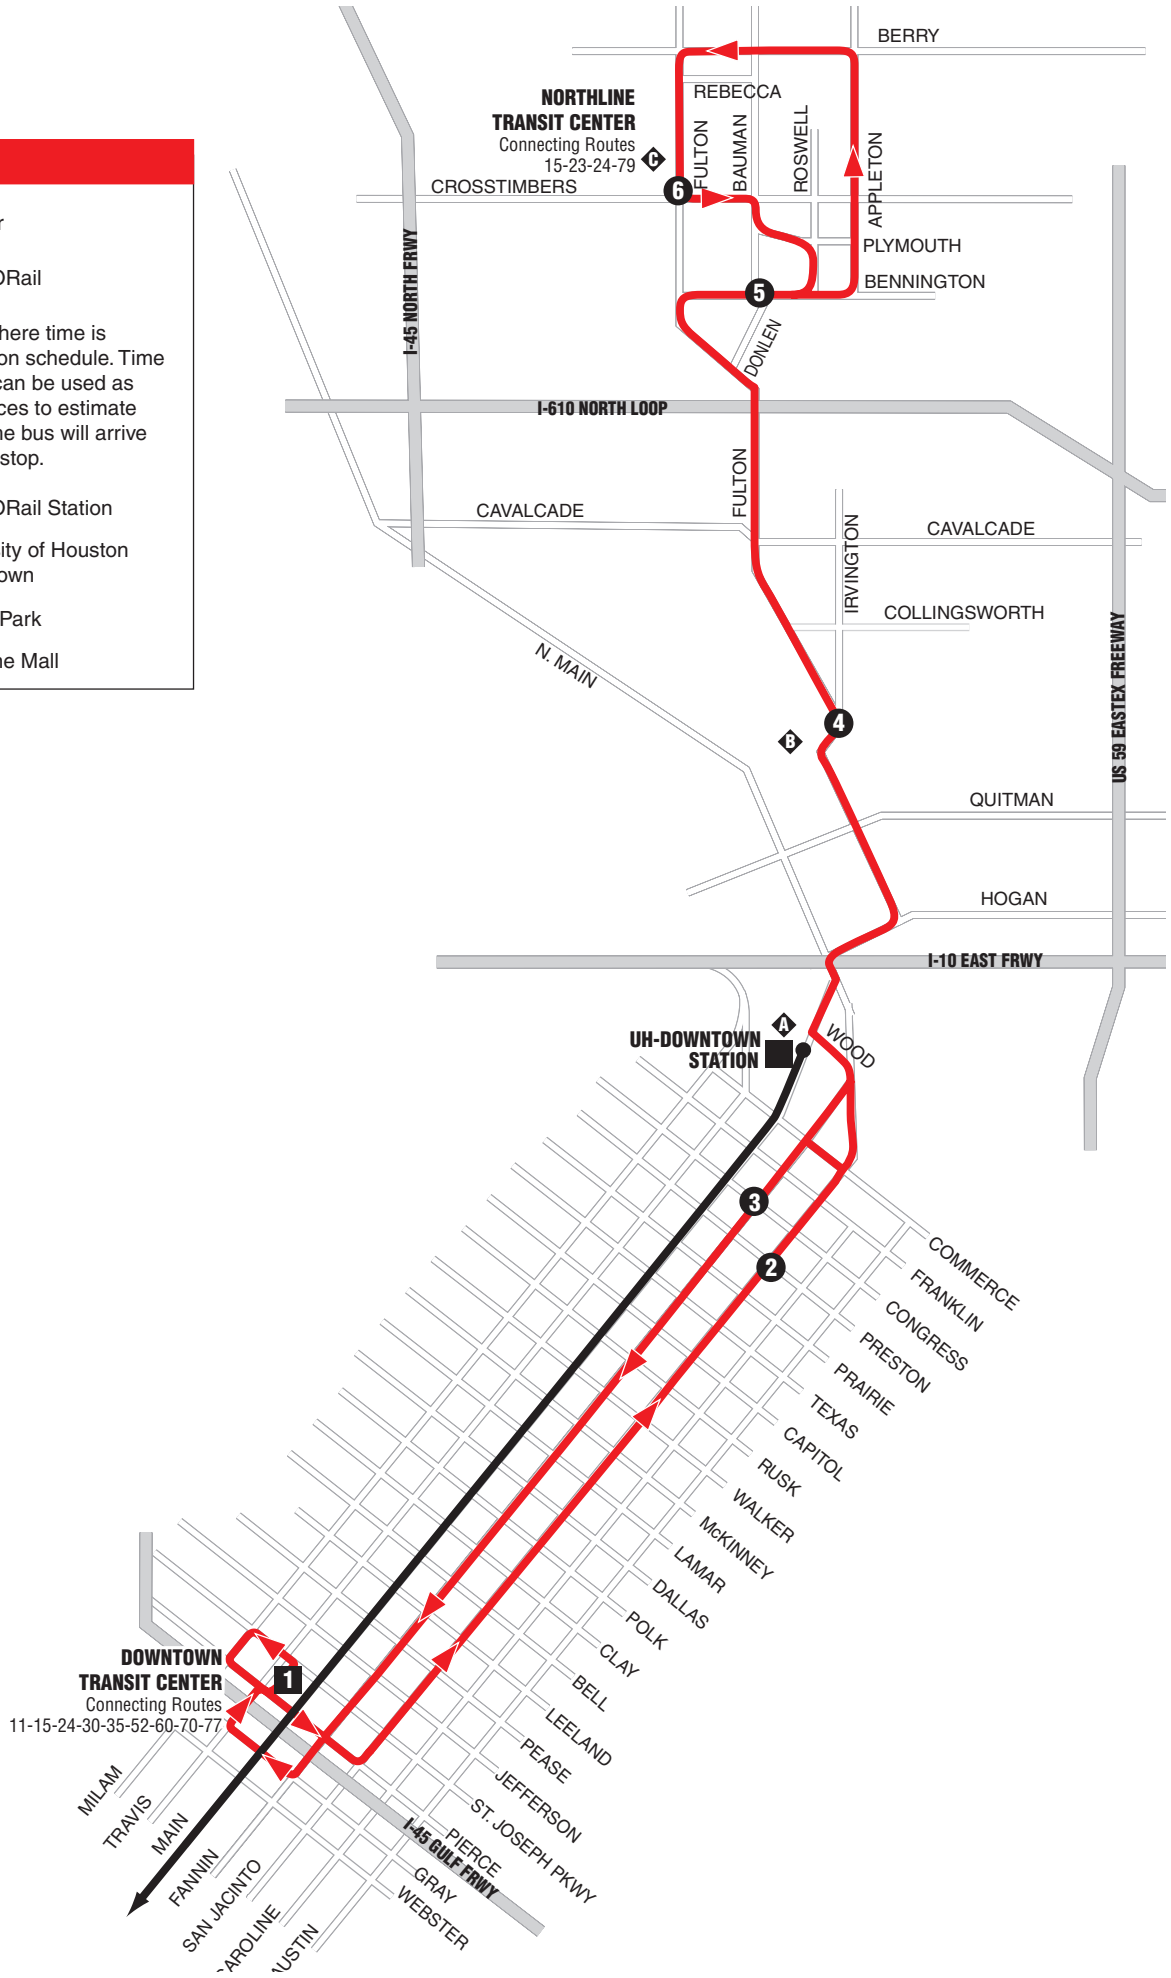 BERRY
REBECCA
NORTHLINE
TRANSIT CENTER
Connecting Routes
15-23-24-79
C
FULTON
BAUMAN
ROSWELL
APPLETON
6
CROSSTIMBERS
PLYMOUTH
BENNINGTON
5
DONLEN
I-45 NORTH FRWY
ORail
here time is
on schedule. Time
can be used as
ces to estimate
ne bus will arrive
stop.
ORail Station
sity of Houston
own
Park
ne Mall
I-610 NORTH LOOP
FULTON
CAVALCADE
CAVALCADE
IRVINGTON
COLLINGSWORTH
N. MAIN
US 59 EASTEX FREEWAY
4
B
QUITMAN
HOGAN
I-10 EAST FRWY
A
UH-DOWNTOWN
STATION
WOOD
3
2
COMMERCE
FRANKLIN
CONGRESS
PRESTON
PRAIRIE
TEXAS
CAPITOL
RUSK
WALKER
McKINNEY
LAMAR
DALLAS
POLK
CLAY
BELL
LEELAND
PEASE
JEFFERSON
ST. JOSEPH PKWY
PIERCE
I-45 GULF FRWY
GRAY
WEBSTER
DOWNTOWN
TRANSIT CENTER
Connecting Routes
11-15-24-30-35-52-60-70-77
1
MILAM
TRAVIS
MAIN
FANNIN
SAN JACINTO
CAROLINE
AUSTIN